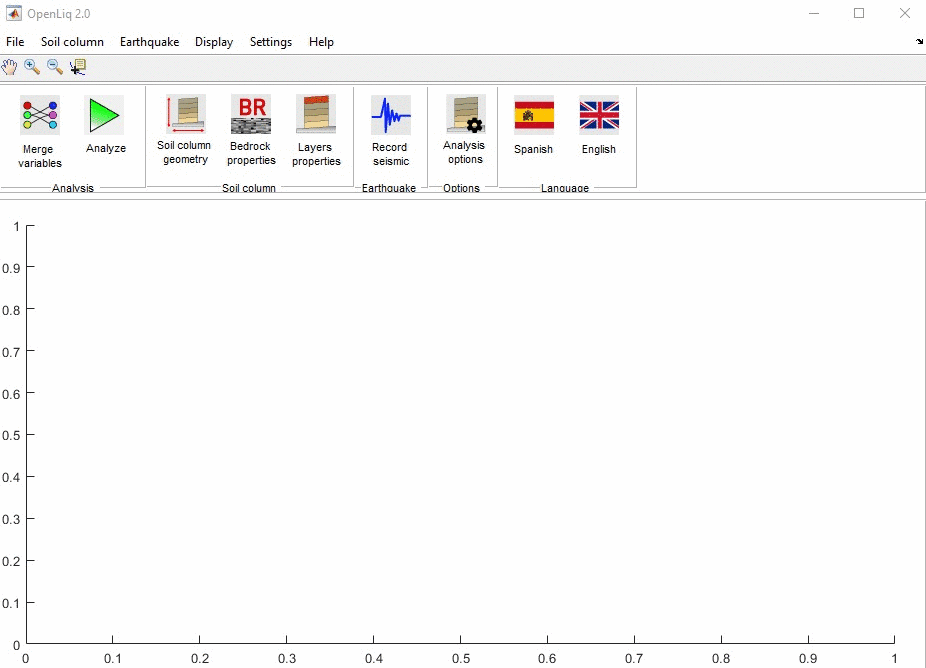 OpenLiq 2.0
File Soil column Earthquake Display Settings Help
Merge
variables
Analyze
Soil column
geometry
BR
Bedrock
properties
Layers
properties
Record
seismic
Analysis
options
Spanish
English
Analysis
Soil column
Earthquake
Options
Language
1
0.9
0.8
0.7
0.6
0.5
0.4
0.3
0.2
0.1
0
0 0.1 0.2 0.3 0.4 0.5 0.6 0.7 0.8 0.9 1